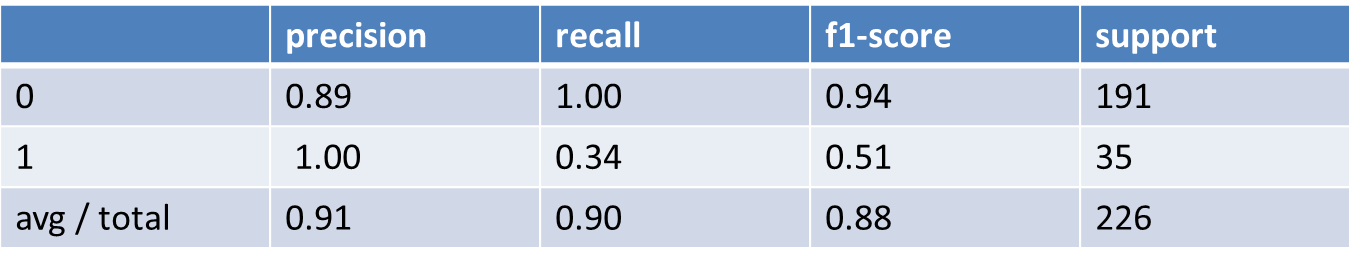 precision recall f1-score support
0 0.89 1.00 0.94 191
1 1.00 0.34 0.51 35
avg / total 0.91 0.90 0.88 226